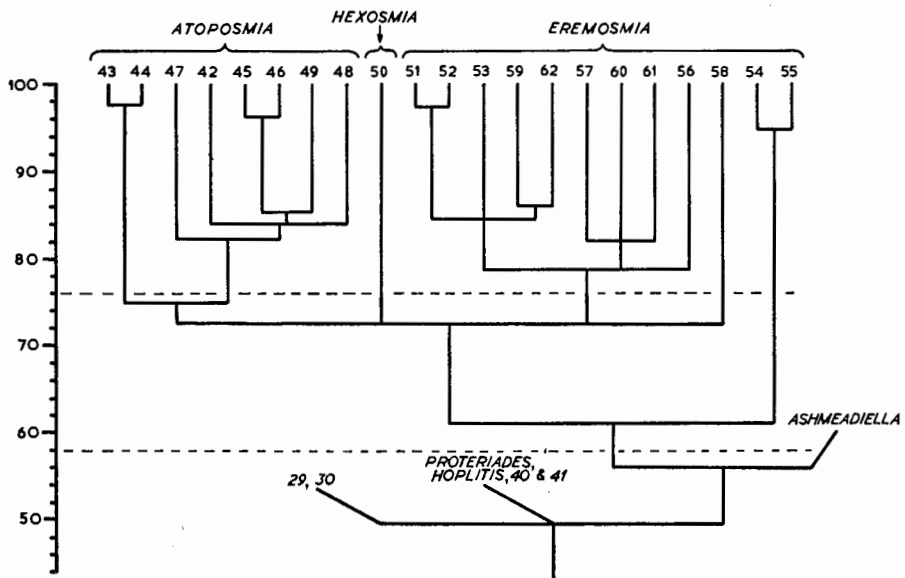 HEXOSMIA
ATOPOSMIA EREMOSMIA
43 44 47 42 45 46 49 48 50 51 52 53 59 62 57 60 61 56 58 54 55
100
90
80
70
60
ASHMEADIELLA
PROTERIADES,
HOPLITIS, 40 & 41
29, 30
50